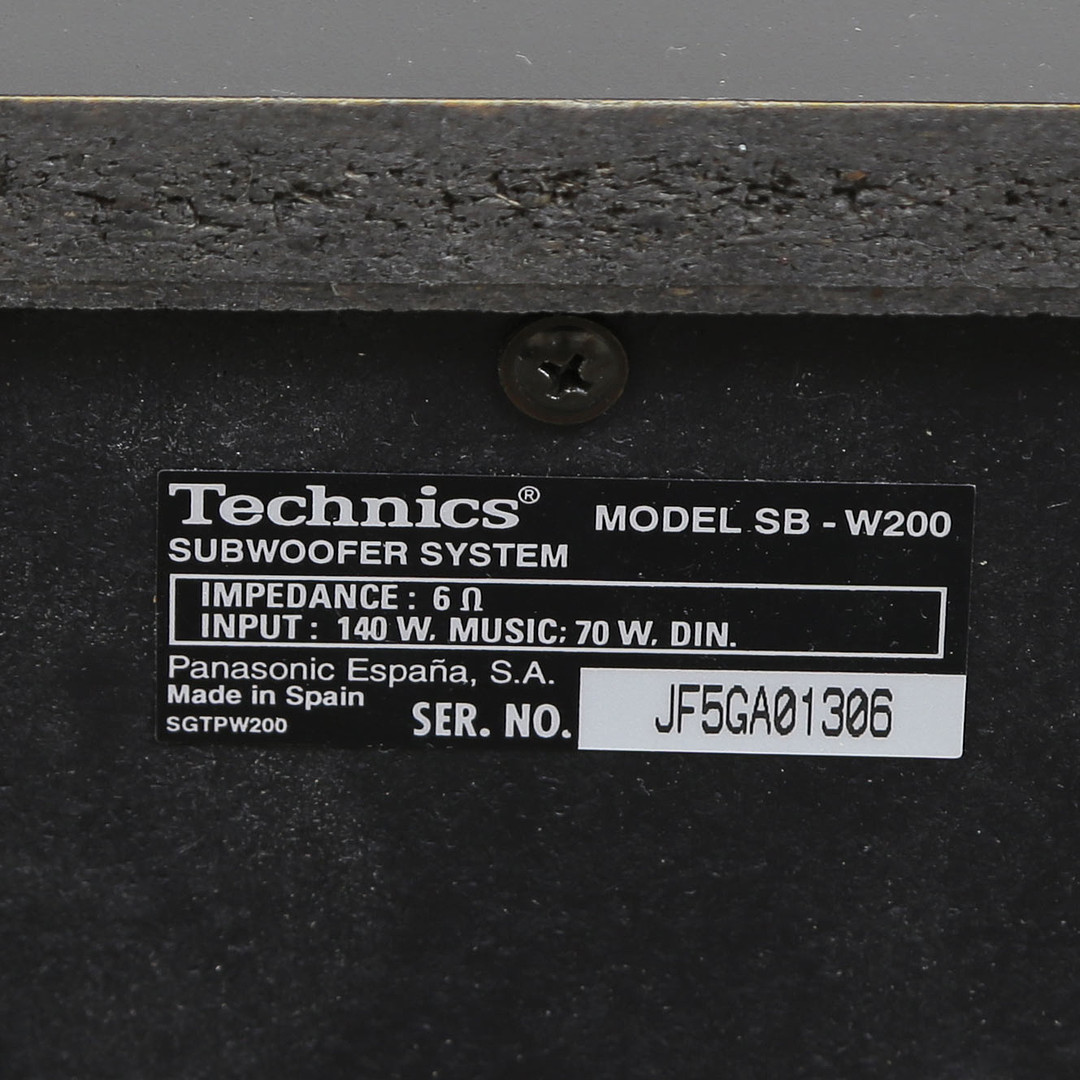 Technics®
MODEL SB - W200
SUBWOOFER SYSTEM
IMPEDANCE : 6 Ω
INPUT : 140 W. MUSIC: 70 W. DIN.
Panasonic España, S.A.
Made in Spain
SGTPW200
SER. NO.
JF5GA01306